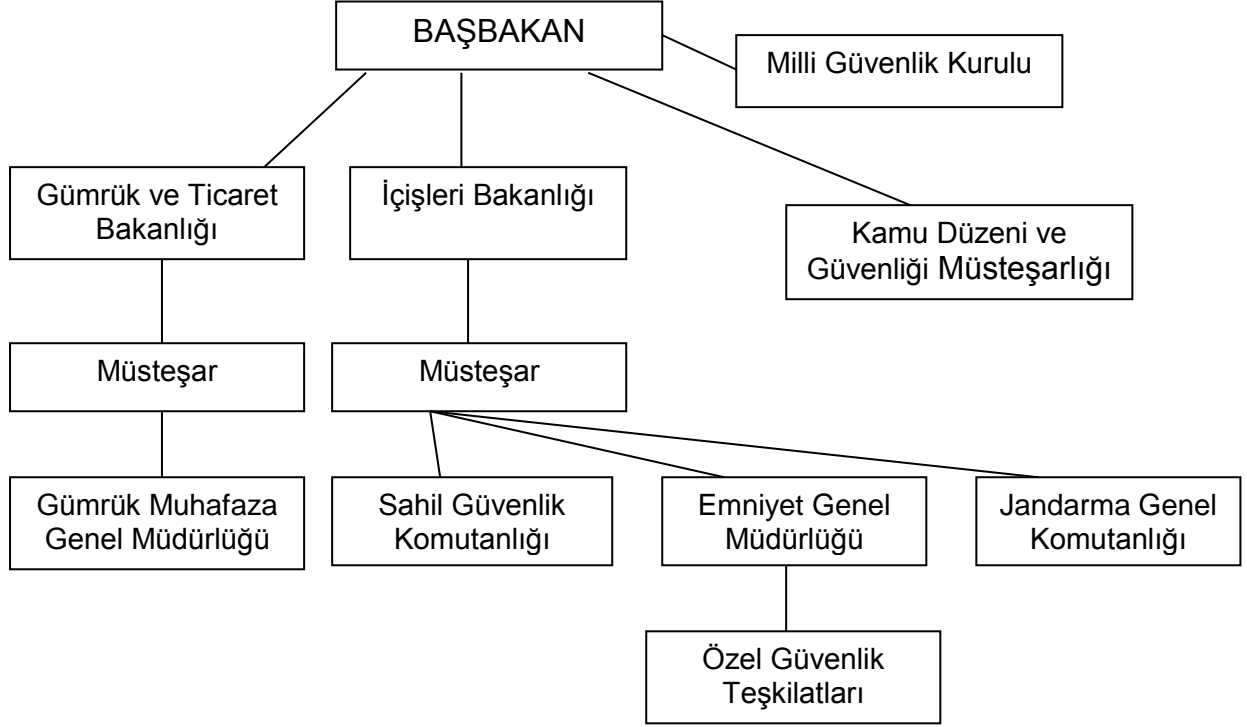 BAŞBAKAN
Milli Güvenlik Kurulu
Gümrük ve Ticaret
Bakanlığı
İçişleri Bakanlığı
Kamu Düzeni ve
Güvenliği Müsteşarlığı
Müsteşar
Müsteşar
Gümrük Muhafaza
Genel Müdürlüğü
Sahil Güvenlik
Komutanlığı
Emniyet Genel
Müdürlüğü
Jandarma Genel
Komutanlığı
Özel Güvenlik
Teşkilatları